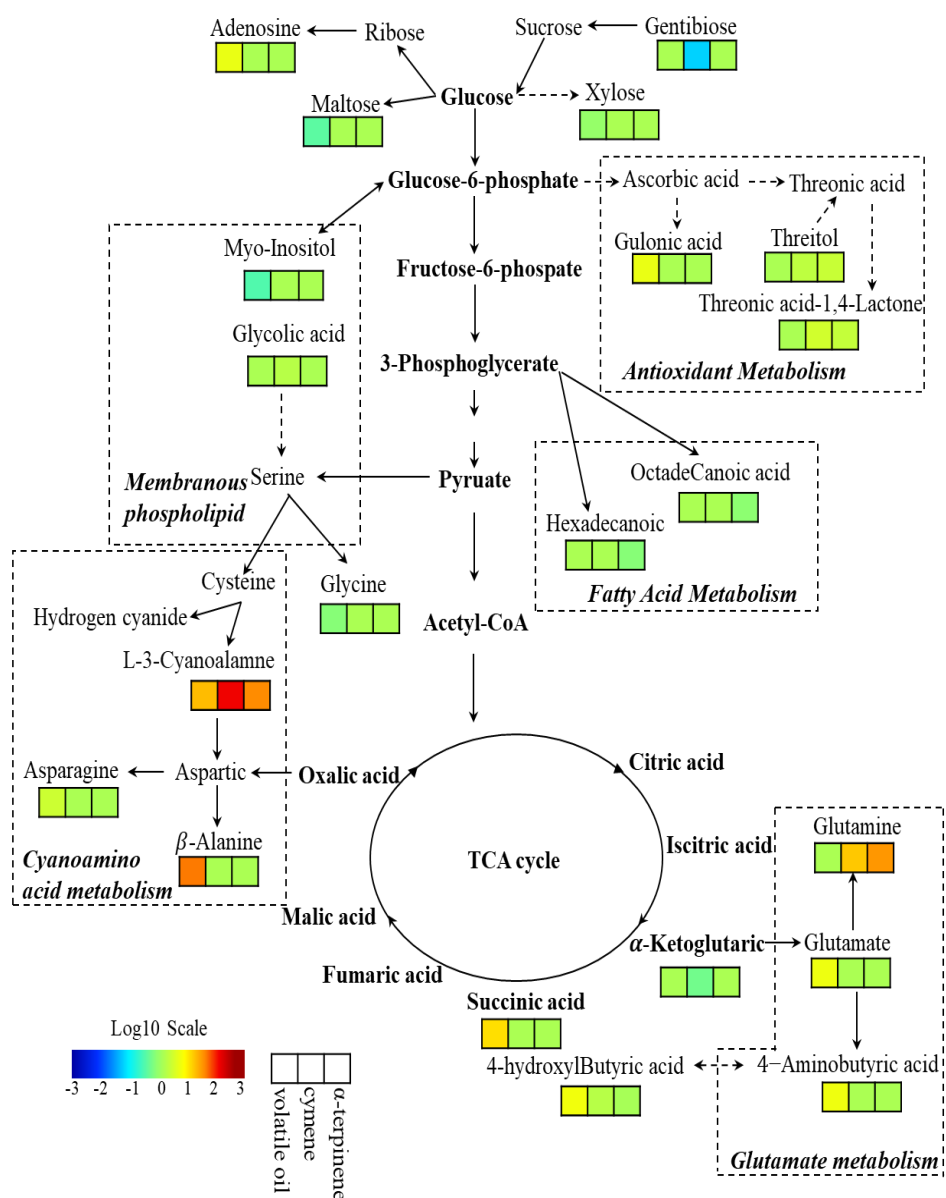 Adenosine
Ribose
Sucrose
Gentibiose
Maltose
Glucose
Xylose
Glucose-6-phosphate
Ascorbic acid
Threonic acid
Myo-Inositol
Gulonic acid
Threitol
Fructose-6-phospate
Threonic acid-1,4-Lactone
Glycolic acid
3-Phosphoglycerate
Antioxidant Metabolism
Serine
Pyruate
OctadeCanoic acid
Membranous
phospholipid
Hexadecanoic
Cysteine
Glycine
Fatty Acid Metabolism
Hydrogen cyanide
Acetyl-CoA
L-3-Cyanoalamne
Asparagine
Aspartic
Oxalic acid
Citric acid
β-Alanine
Iscitric acid
Glutamine
Cyanoamino
acid metabolism
TCA cycle
Malic acid
α-Ketoglutaric
Glutamate
Fumaric acid
Succinic acid
Log10 Scale
-3 -2 -1 0 1 2 3
volatile oil
cymene
α-terpinene
4-hydroxylButyric acid
4−Aminobutyric acid
Glutamate metabolism